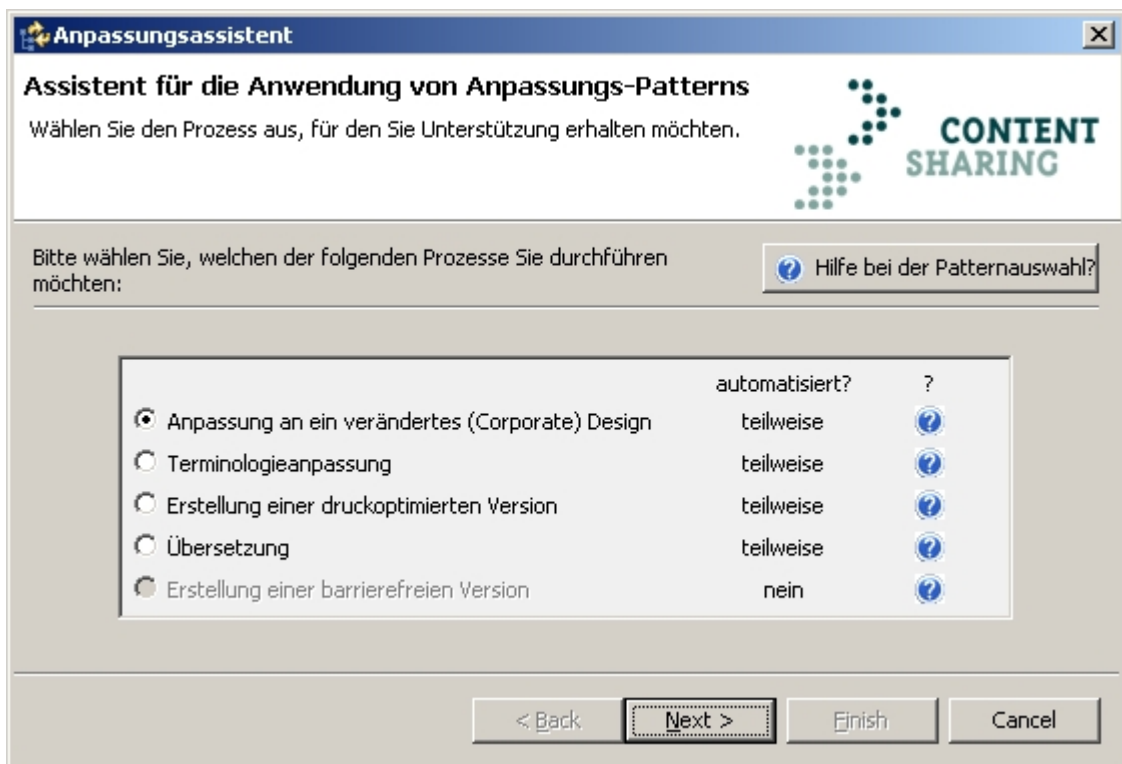 Anpassungsassistent
Assistent für die Anwendung von Anpassungs-Patterns
Wählen Sie den Prozess aus, für den Sie Unterstützung erhalten möchten.
CONTENT
SHARING
Bitte wählen Sie, welchen der folgenden Prozesse Sie durchführen
möchten:
Hilfe bei der Patternauswahl?
automatisiert? ?
Anpassung an ein verändertes (Corporate) Design teilweise ?
Terminologieanpassung teilweise ?
Erstellung einer druckoptimierten Version teilweise ?
Übersetzung teilweise ?
Erstellung einer barrierefreien Version nein ?
< Back Next > Finish Cancel